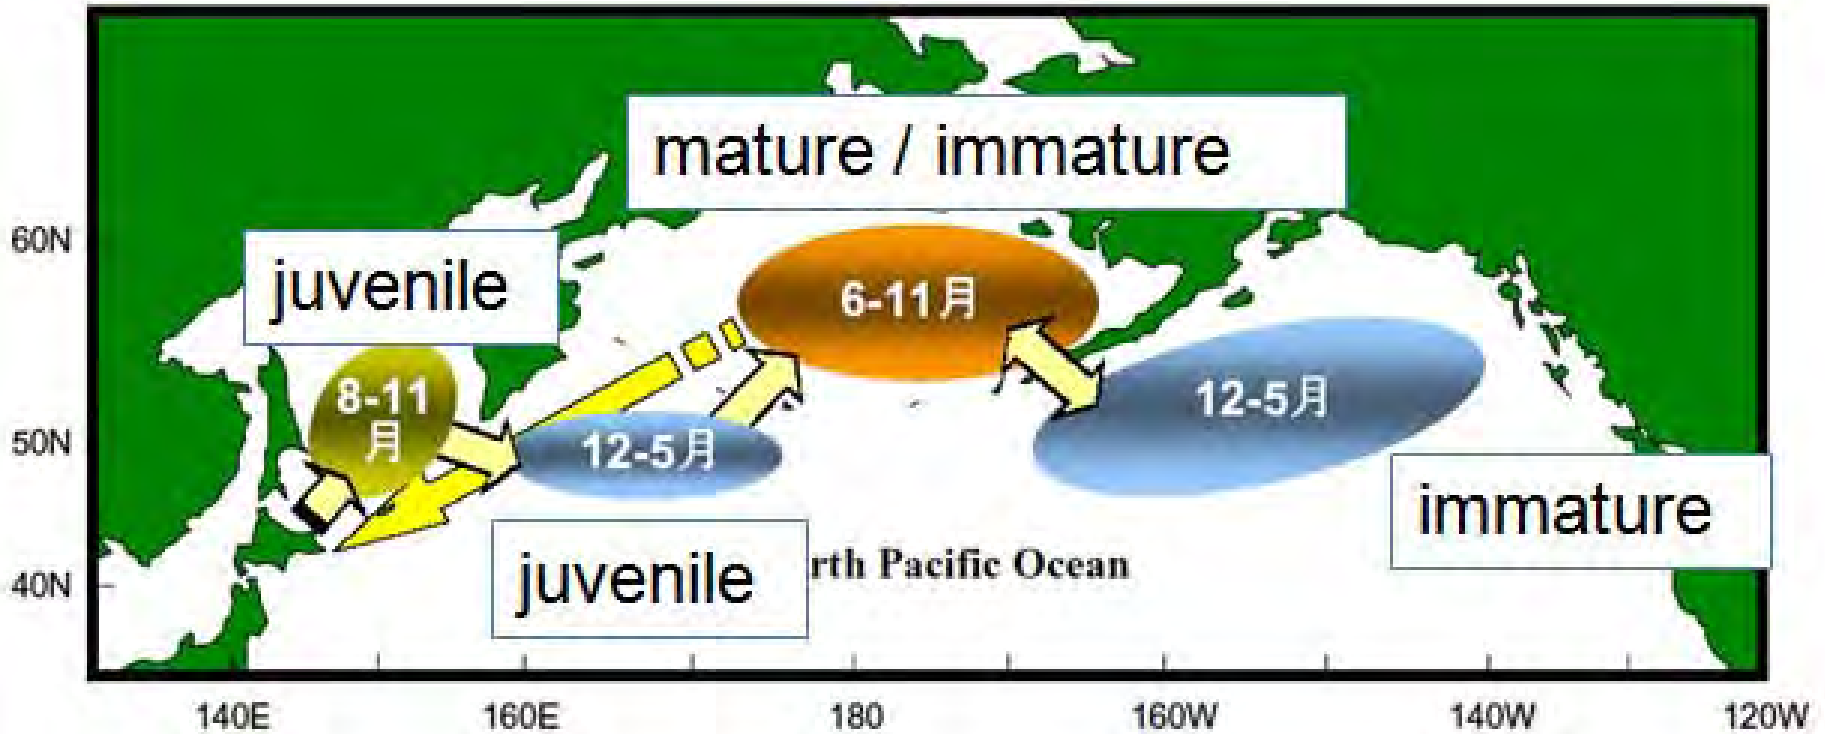 mature / immature
60N
juvenile
6-11月
8-11
月
12-5月
50N
12-5月
immature
juvenile
rth Pacific Ocean
40N
140E
160E
180
160W
140W
120W